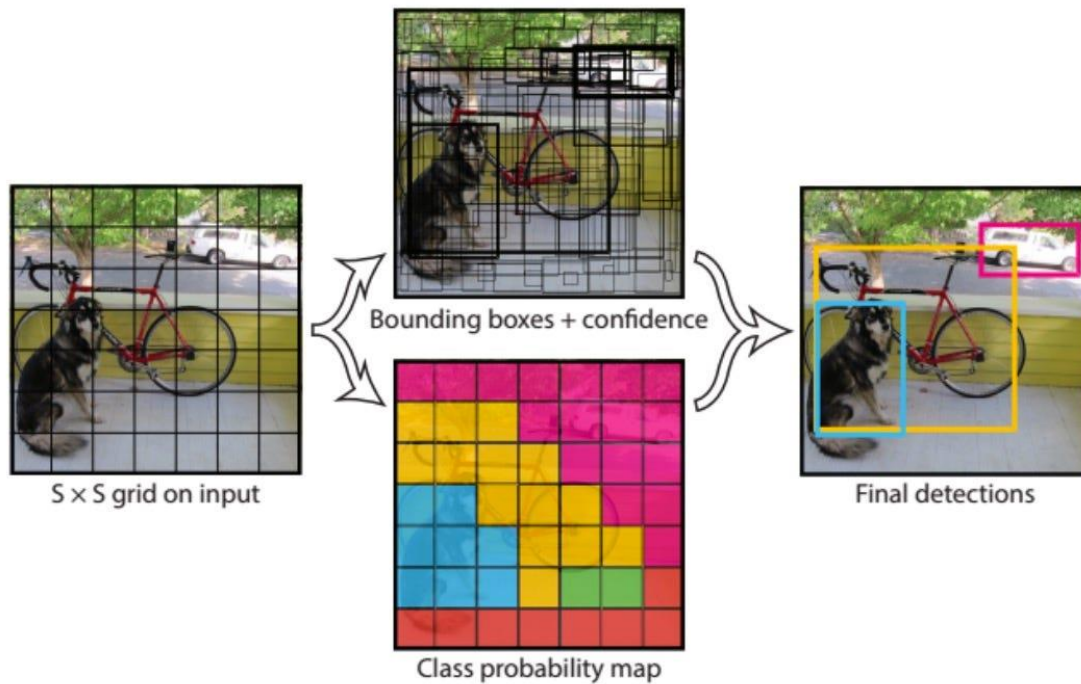 Bounding boxes + confidence
S × S grid on input
Final detections
Class probability map